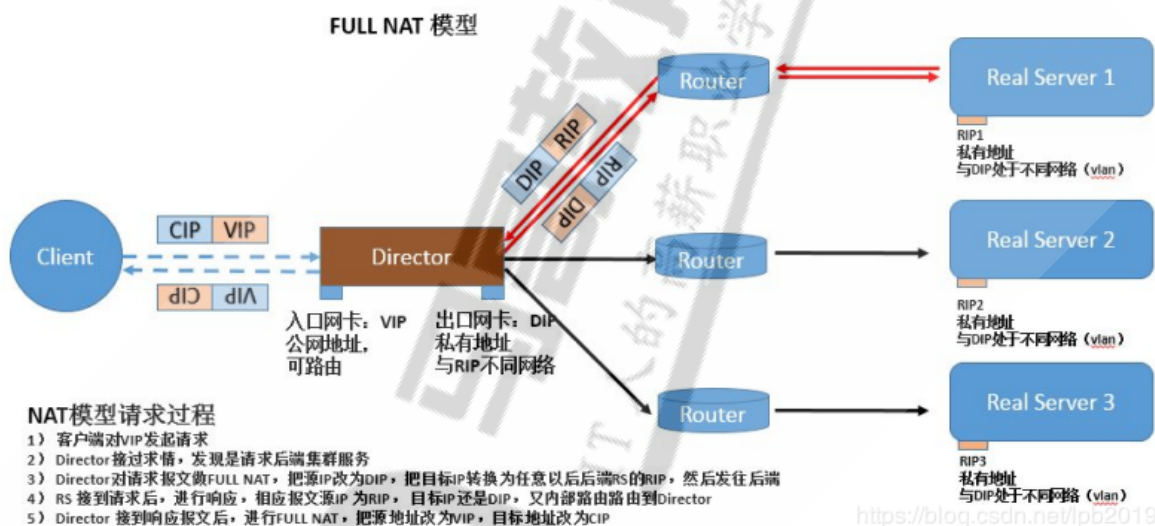 FULL NAT 模型
Router
Real Server 1
RIP1
私有地址
与DIP处于不同网络（vlan）
DIP RIP
RIP DIP
CIP VIP
Client
Director
Router
Real Server 2
VIP CIP
入口网卡：VIP
公网地址，
可路由
出口网卡：DIP
私有地址
与RIP不同网络
RIP2
私有地址
与DIP处于不同网络（vlan）
Router
Real Server 3
RIP3
私有地址
与DIP处于不同网络（vlan）
NAT模型请求过程
1） 客户端对VIP发起请求
2） Director接过求情，发现是请求后端集群服务
3） Director对请求报文做FULL NAT，把源IP改为DIP，把目标IP转换为任意以后后端RS的RIP，然后发往后端
4） RS 接到请求后，进行响应，相应报文源IP 为RIP，目标IP还是DIP，又内部路由路由到Director
5） Director 接到响应报文后，进行FULL NAT，把源地址改为VIP，目标地址改为CIP
IT人的高薪职业学
https://blog.csdn.net/lpb2019